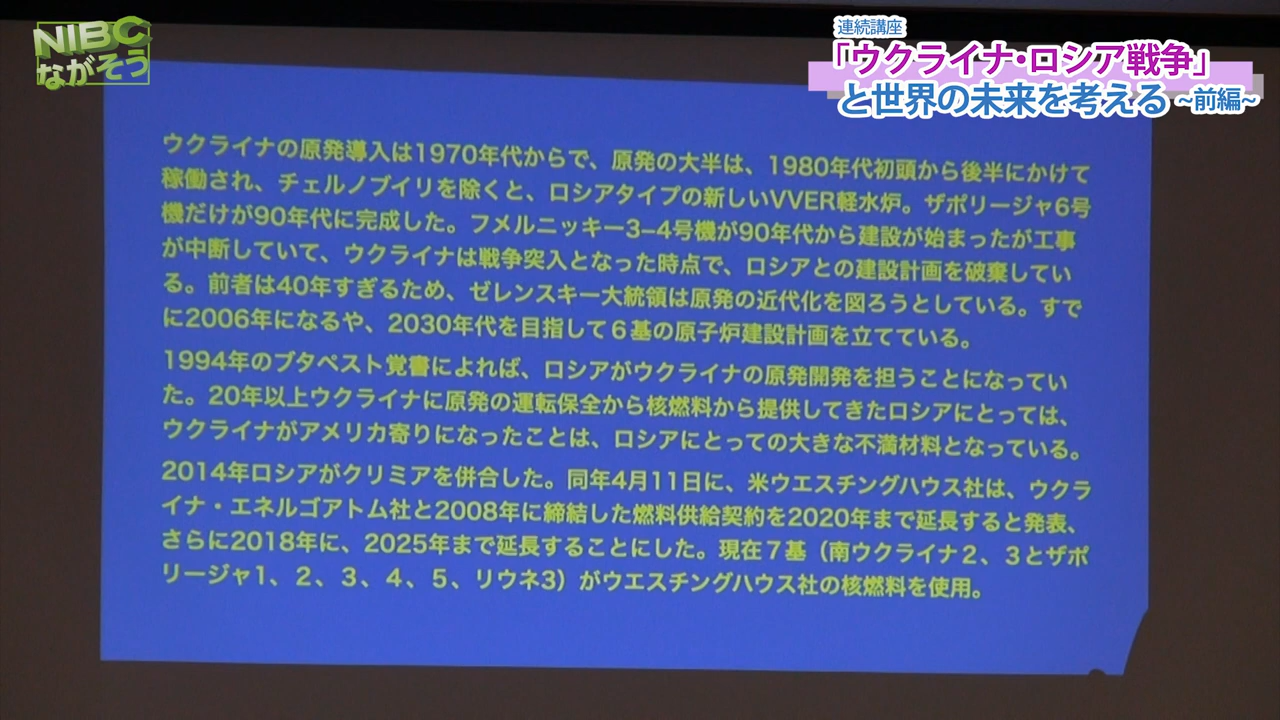 NIBC
ながそう
連続講座
「ウクライナ・ロシア戦争」
と世界の未来を考える ~前編~
ウクライナの原発導入は1970年代からで、原発の大半は、1980年代初頭から後半にかけて
稼働され、チェルノブイリを除くと、ロシアタイプの新しいVVER軽水炉。ザポリージャ6号
機だけが90年代に完成した。フメルニッキー3–4号機が90年代から建設が始まったが工事
が中断していて、ウクライナは戦争突入となった時点で、ロシアとの建設計画を破棄してい
る。前者は40年すぎるため、ゼレンスキー大統領は原発の近代化を図ろうとしている。すで
に2006年になるや、2030年代を目指して６基の原子炉建設計画を立てている。
1994年のブタペスト覚書によれば、ロシアがウクライナの原発開発を担うことになってい
た。20年以上ウクライナに原発の運転保全から核燃料から提供してきたロシアにとっては、
ウクライナがアメリカ寄りになったことは、ロシアにとっての大きな不満材料となっている。
2014年ロシアがクリミアを併合した。同年4月11日に、米ウエスチングハウス社は、ウクラ
イナ・エネルゴアトム社と2008年に締結した燃料供給契約を2020年まで延長すると発表、
さらに2018年に、2025年まで延長することにした。現在７基（南ウクライナ２、３とザポ
リージャ1、２、３、４、５、リウネ3）がウエスチングハウス社の核燃料を使用。